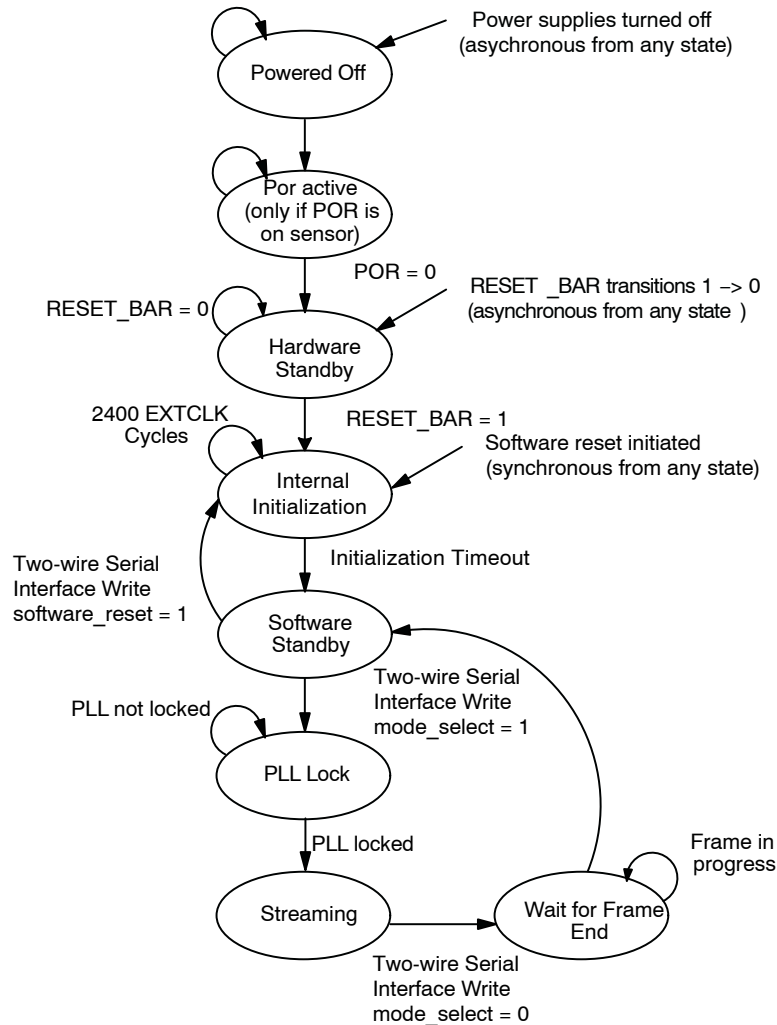 Power supplies turned off
(asychronous from any state)
Powered Off
Por active
(only if POR is
on sensor)
POR = 0
RESET _BAR transitions 1 –> 0
(asynchronous from any state )
RESET_BAR = 0
Hardware
Standby
2400 EXTCLK
Cycles
RESET_BAR = 1
Software reset initiated
(synchronous from any state)
Internal
Initialization
Initialization Timeout
Two-wire Serial
Interface Write
software_reset = 1
Software
Standby
Two-wire Serial
Interface Write
mode_select = 1
PLL not locked
PLL Lock
PLL locked
Frame in
progress
Streaming
Wait for Frame
End
Two-wire Serial
Interface Write
mode_select = 0